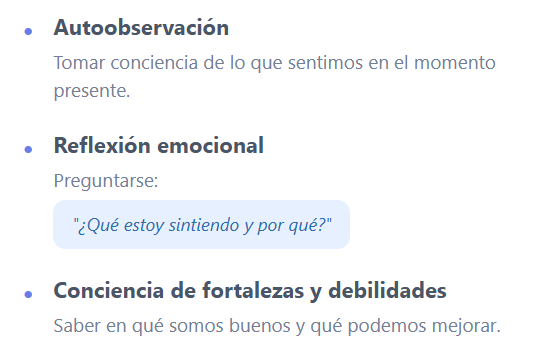 Autoobservación
Tomar conciencia de lo que sentimos en el momento
presente.
Reflexión emocional
Preguntarse:
"¿Qué estoy sintiendo y por qué?"
Conciencia de fortalezas y debilidades
Saber en qué somos buenos y qué podemos mejorar.